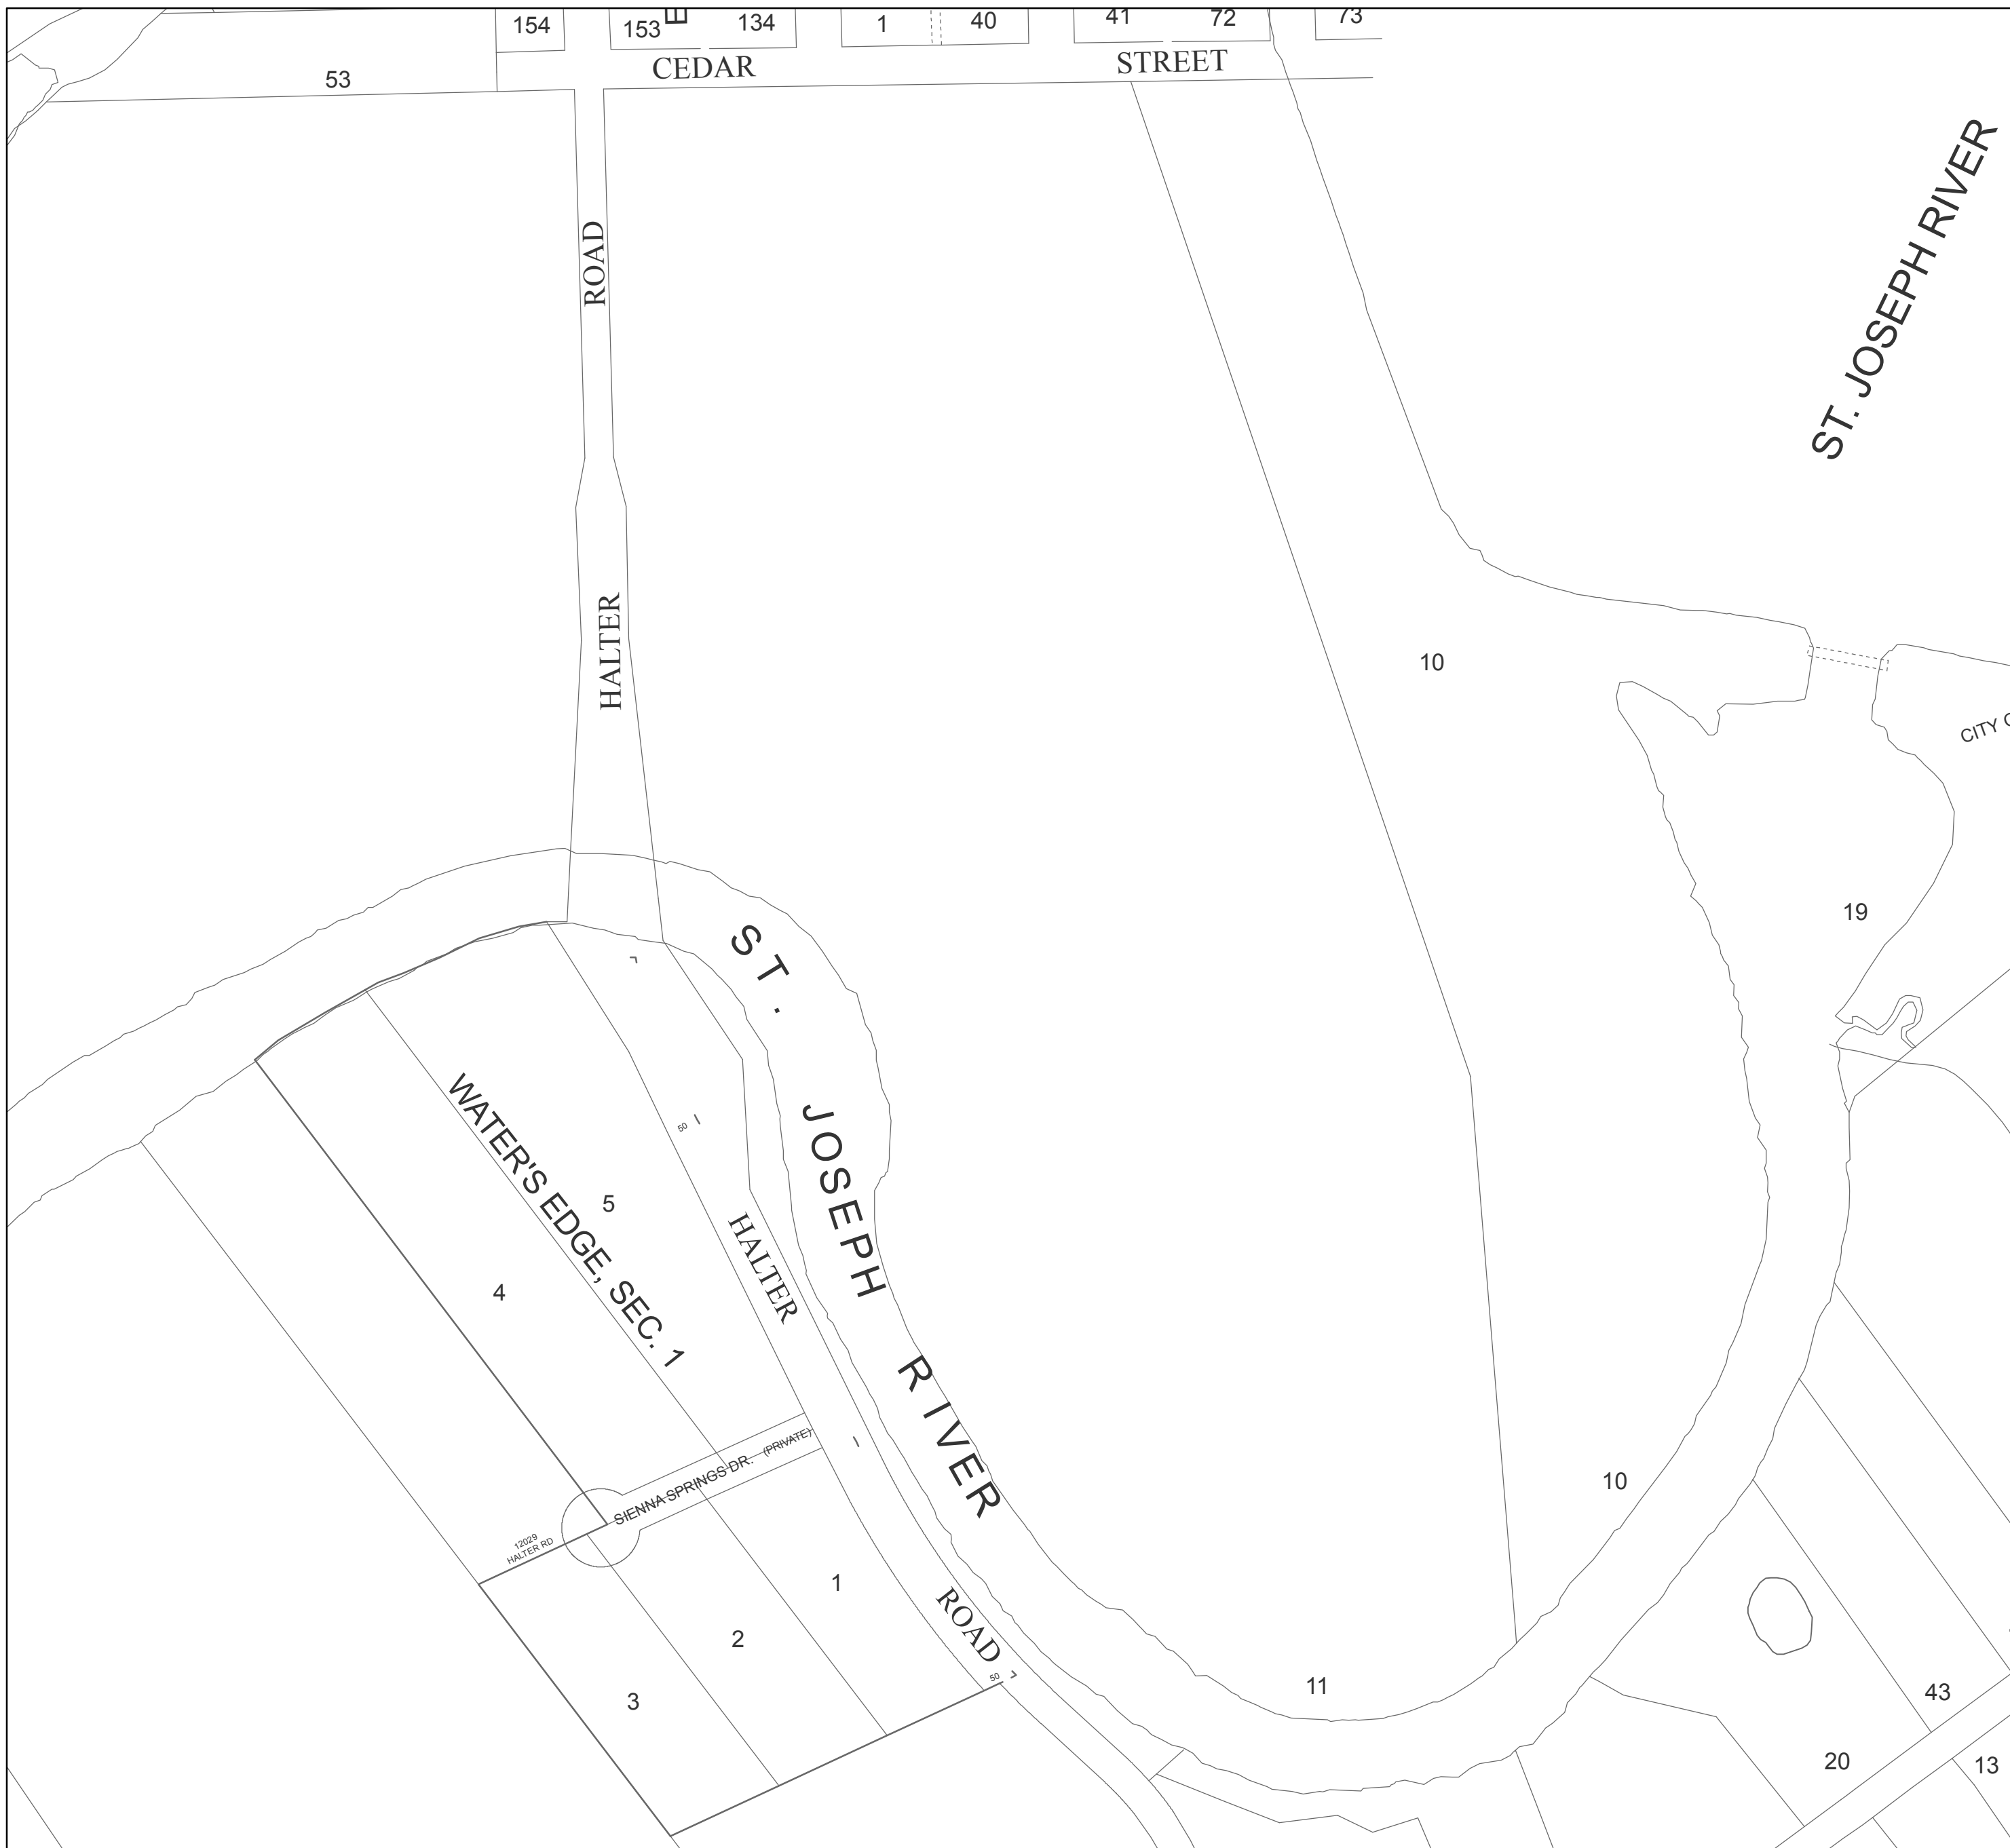 154
153
134
1
40
41
72
73
53
CEDAR
STREET
ROAD
ST. JOSEPH RIVER
HALTER
10
CITY
19
ST. JOSEPH RIVER
WATER'S EDGE, SEC. 1
50
5
HALTER
4
SIENNA SPRINGS DR. (PRIVATE)
12029
HALTER RD
10
1
2
3
ROAD
50
11
43
20
13